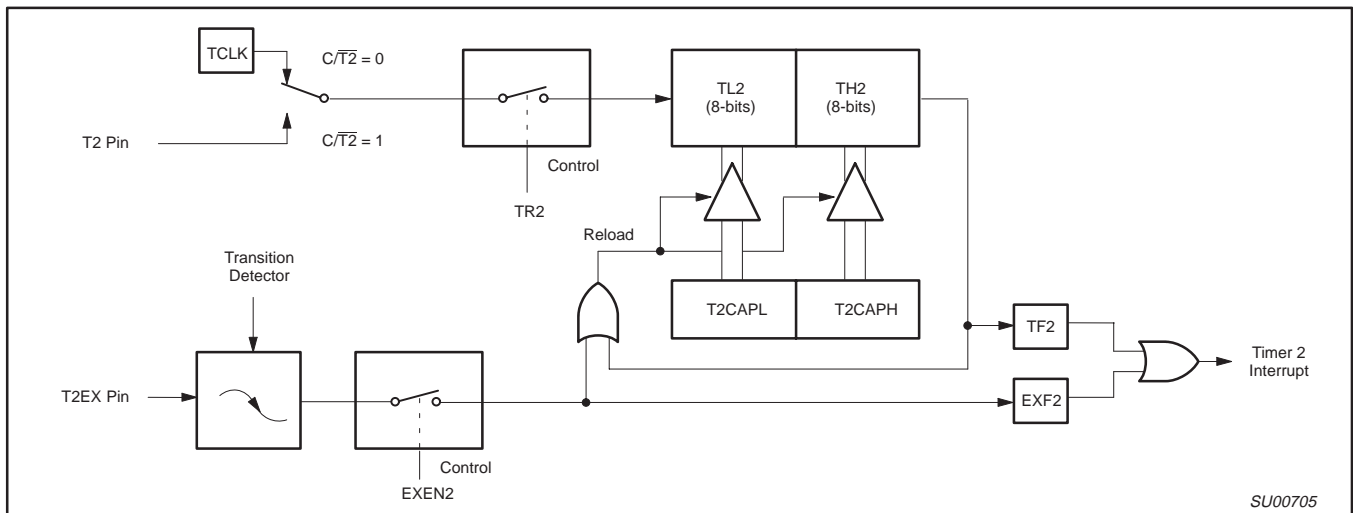 TCLK
C/T2 = 0
TL2
(8-bits)
TH2
(8-bits)
T2 Pin
C/T2 = 1
Control
TR2
Reload
Transition
Detector
T2CAPL
T2CAPH
TF2
Timer 2
Interrupt
T2EX Pin
EXF2
Control
EXEN2
SU00705